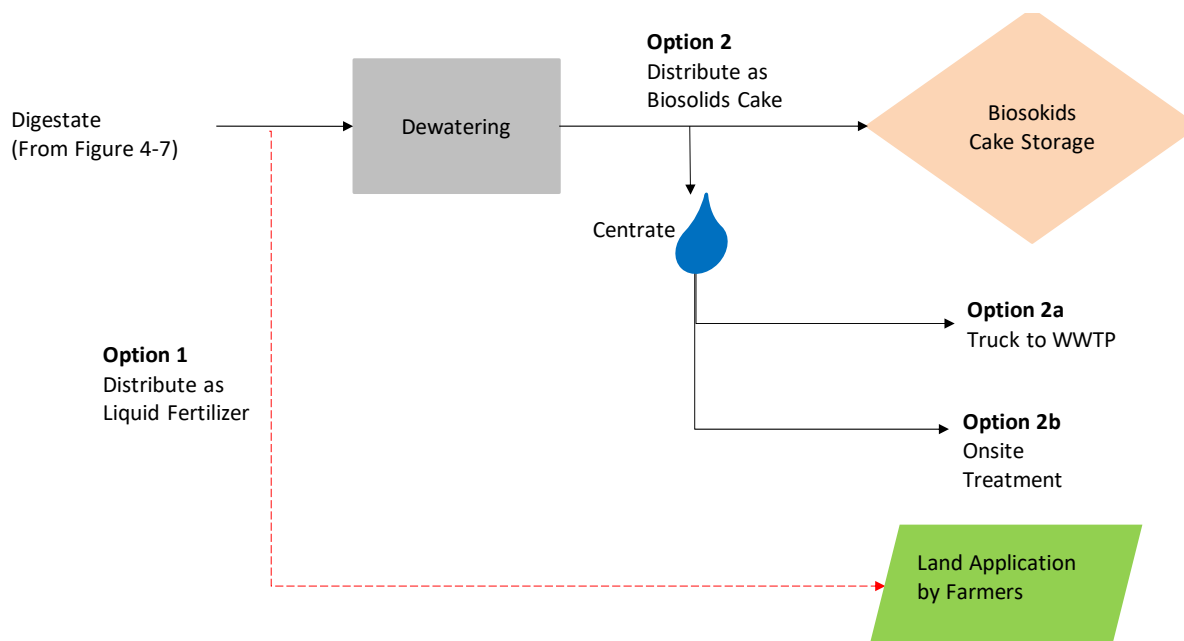 Option 2
Distribute as
Biosolids Cake
Digestate
(From Figure 4-7)
Dewatering
Biosokids
Cake Storage
Centrate
Option 2a
Truck to WWTP
Option 1
Distribute as
Liquid Fertilizer
Option 2b
Onsite
Treatment
Land Application
by Farmers